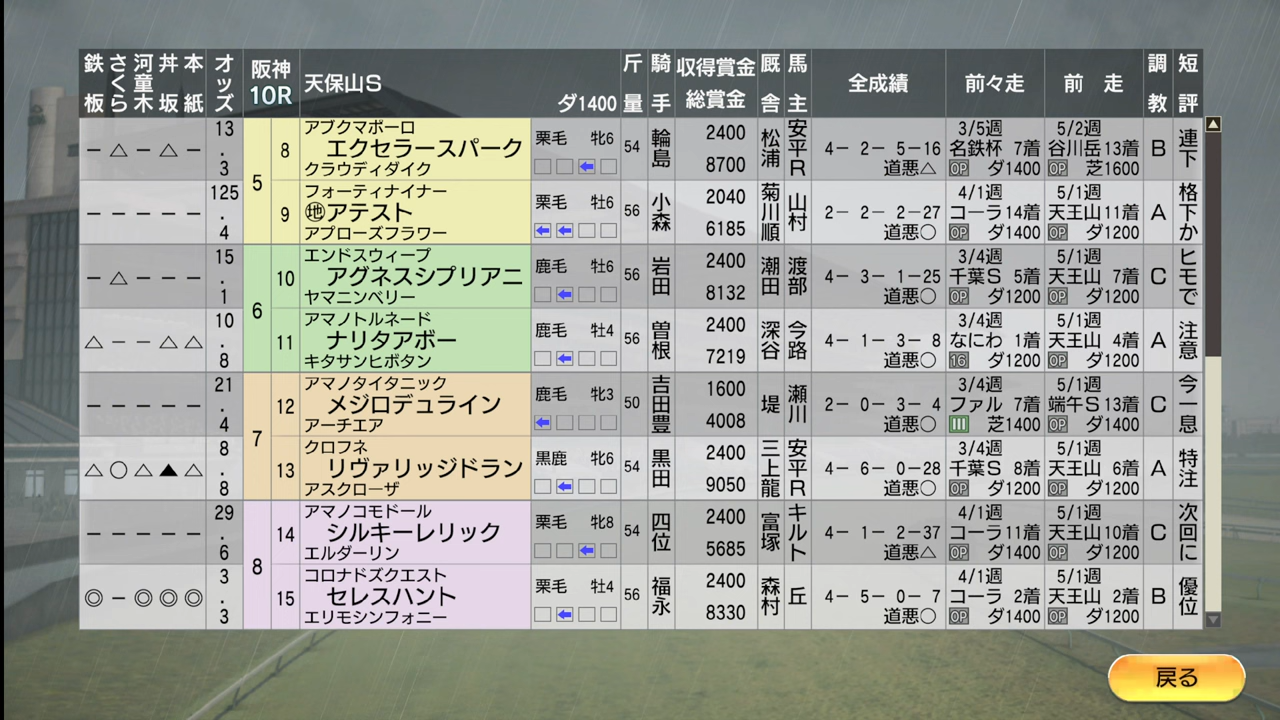 鉄板 さくら 河童木 丼坂 本紙 オッズ 阪神10R 天保山S ダ1400 斤量 騎手 収得賞金 総賞金 厩舎 馬主 全成績 前々走 前 走 調教 短評
5
－ △ － △ － 13.3 8 アブクマポーロ
エクセラースパーク
クラウディダイク
栗毛 牝6 54 輪島 2400 8700 松浦 安平R 4－ 2－ 5－16 道悪△
3/5週 名鉄杯 7着 OP ダ1400
5/2週 谷川岳13着 OP 芝1600
B 連下
－ － － － － 125.4 9 フォーティナイナー
地アテスト
アプローズフラワー
栗毛 牡6 56 小森 2040 6185 菊川順 山村 2－ 2－ 2－27 道悪○
4/1週 コーラ14着 OP ダ1400
5/1週 天王山11着 OP ダ1200
A 格下か
6
－ △ － － － 15.1 10 エンドスウィープ
アグネスシプリアニ
ヤマニンベリー
鹿毛 牡6 56 岩田 2400 8132 潮田 渡部 4－ 3－ 1－25 道悪○
3/4週 千葉S 5着 OP ダ1200
5/1週 天王山 7着 OP ダ1200
C ヒモで
△ － － △ △ 10.8 11 アマノトルネード
ナリタアボー
キタサンヒボタン
鹿毛 牡4 56 曽根 2400 7219 深谷 今路 4－ 1－ 3－ 8 道悪○
3/4週 なにわ 1着 16 ダ1200
5/1週 天王山 4着 OP ダ1200
A 注意
7
－ － － － － 21.4 12 アマノタイタニック
メジロデュライン
アーチエア
鹿毛 牝3 50 吉田豊 1600 4008 堤 瀬川 2－ 0－ 3－ 4 道悪○
3/4週 ファル 7着 III 芝1400
5/1週 端午S13着 OP ダ1400
C 今一息
△ ○ △ ▲ △ 8.8 13 クロフネ
リヴァリッジドラン
アスクローザ
黒鹿 牝6 54 黒田 2400 9050 三上龍 安平R 4－ 6－ 0－28 道悪○
3/4週 千葉S 8着 OP ダ1200
5/1週 天王山 6着 OP ダ1200
A 特注
8
－ － － － － 29.6 14 アマノコモドール
シルキーレリック
エルダーリン
栗毛 牝8 54 四位 2400 5685 富塚 キルト 4－ 1－ 2－37 道悪△
4/1週 コーラ11着 OP ダ1400
5/1週 天王山10着 OP ダ1200
C 次回に
◎ － ◎ ◎ ◎ 3.3 15 コロナドズクエスト
セレスハント
エリモシンフォニー
栗毛 牡4 56 福永 2400 8330 森村 丘 4－ 5－ 0－ 7 道悪○
4/1週 コーラ 2着 OP ダ1400
5/1週 天王山 2着 OP ダ1200
B 優位
戻る